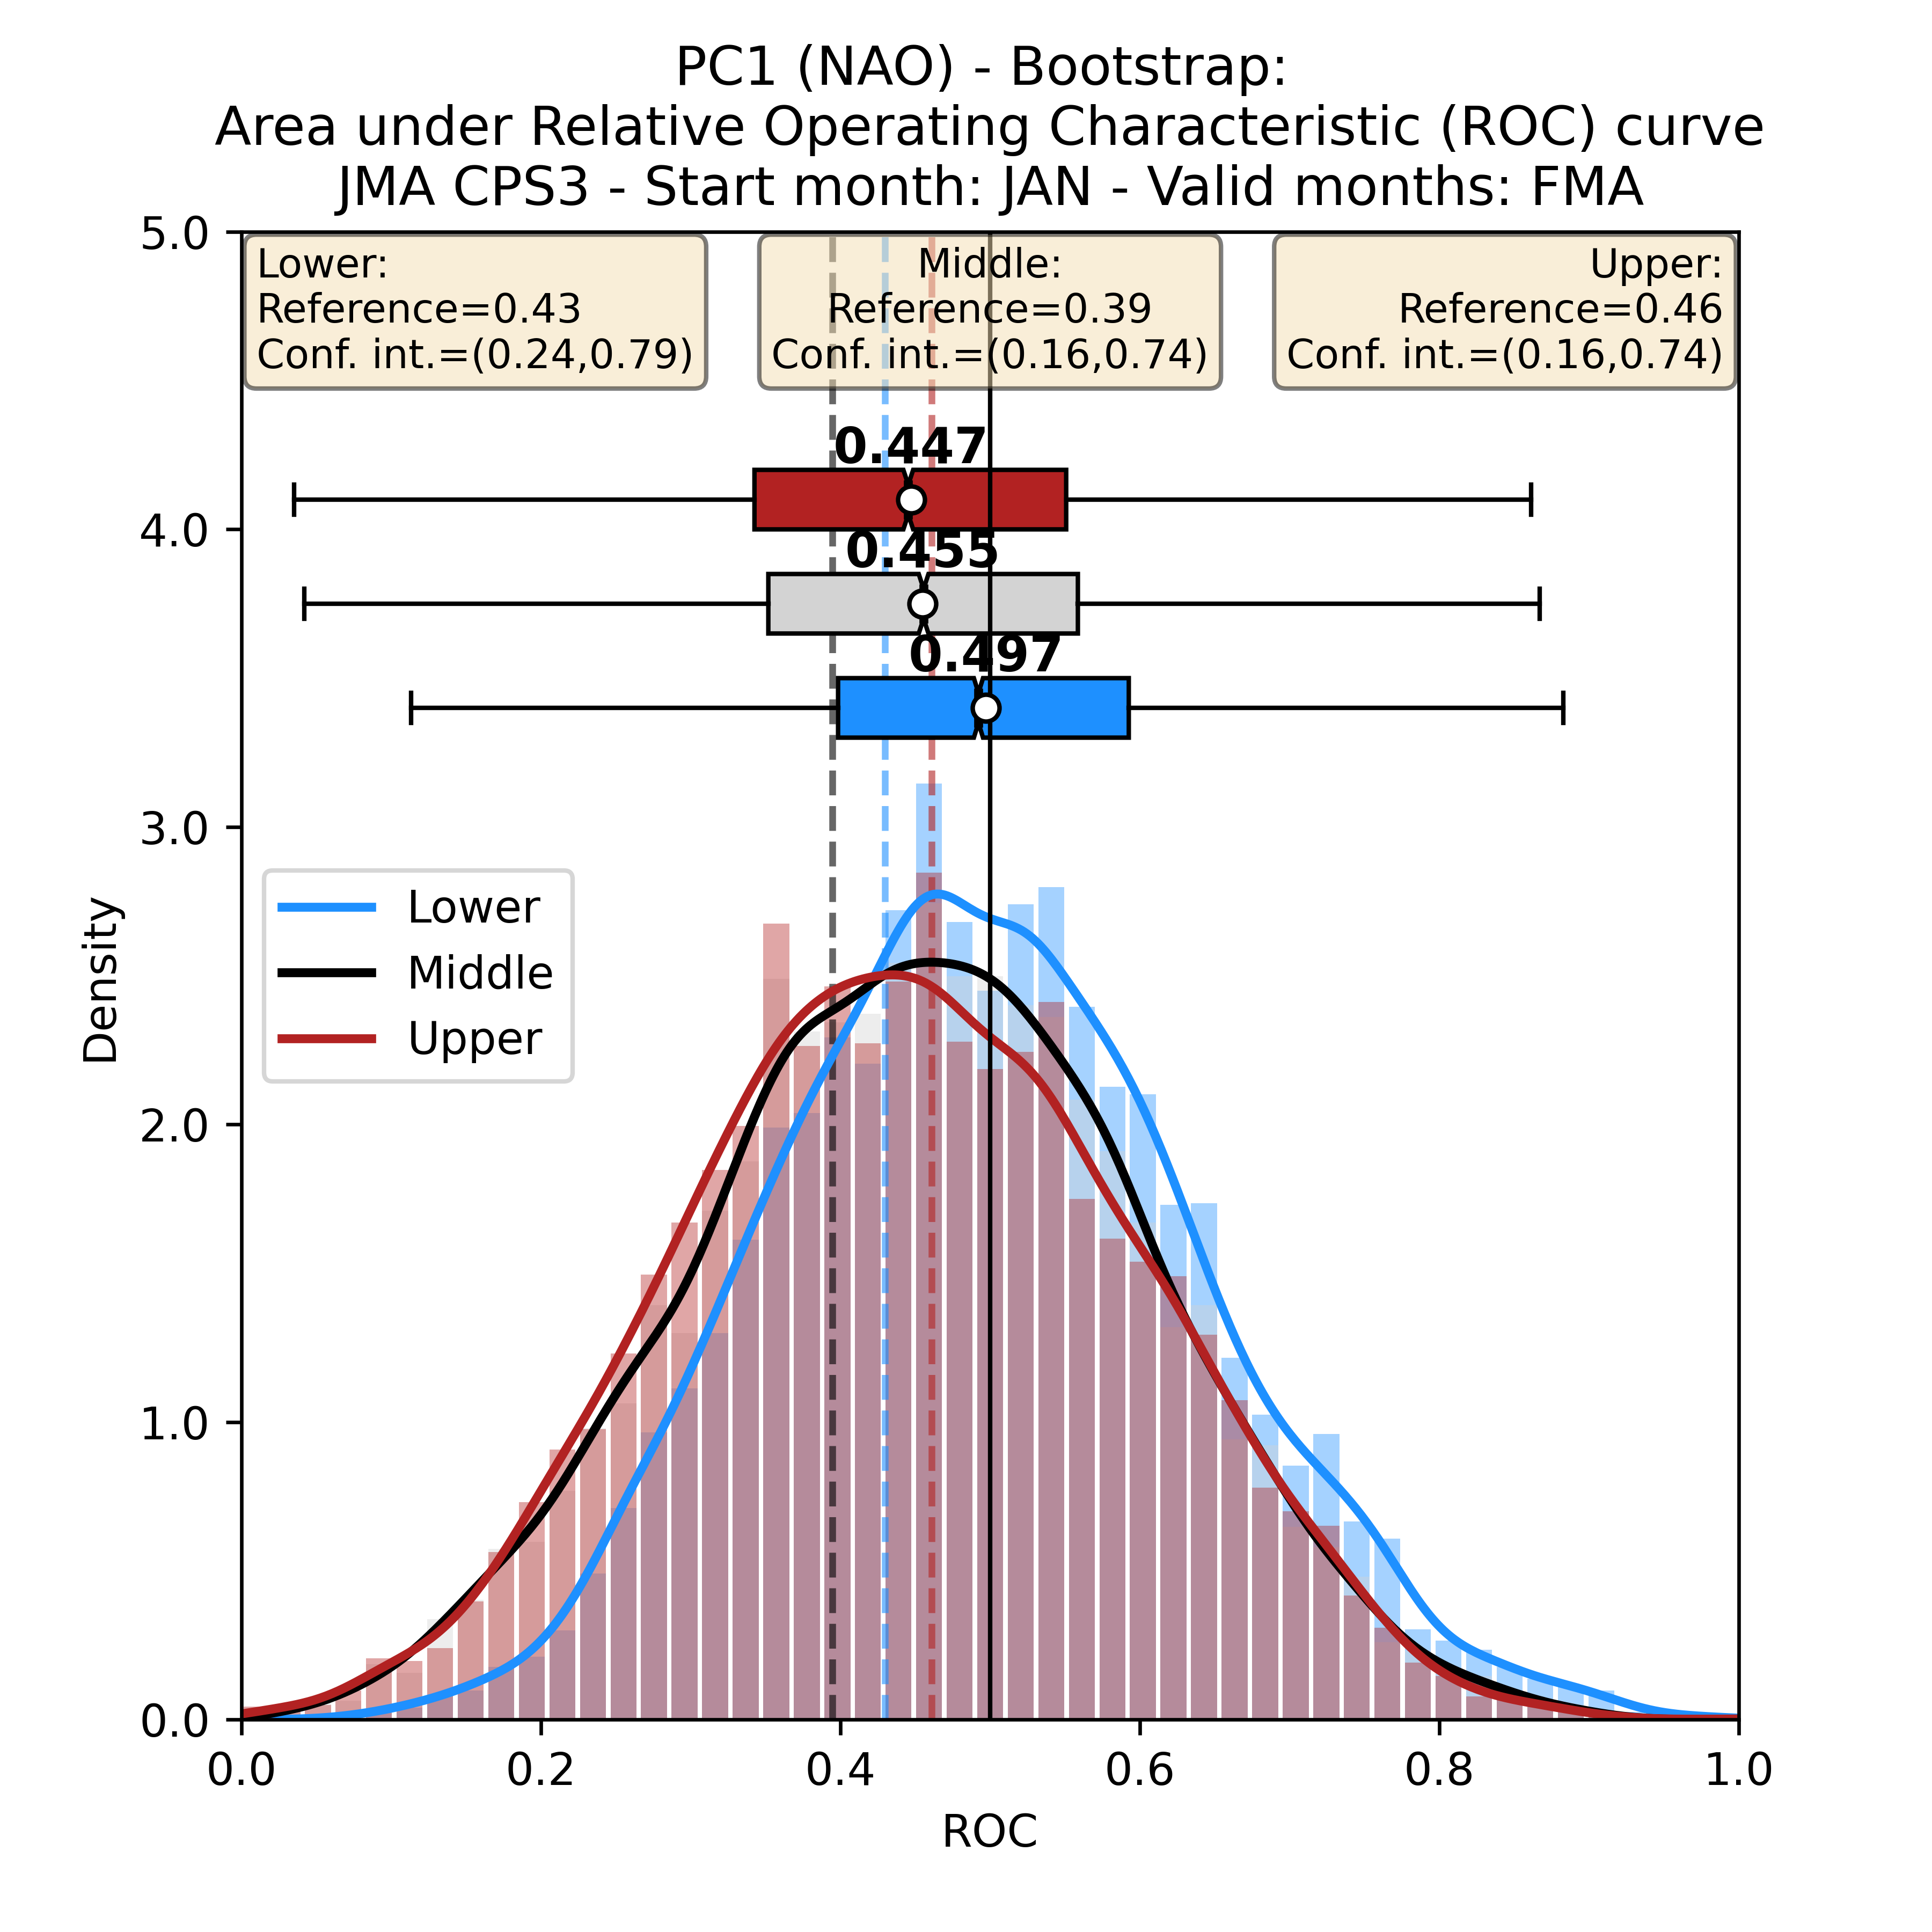 PC1 (NAO) - Bootstrap:
Area under Relative Operating Characteristic (ROC) curve
JMA CPS3 - Start month: JAN - Valid months: FMA
Lower:
Reference=0.43
Conf. int.=(0.24,0.79)
Middle:
Reference=0.39
Conf. int.=(0.16,0.74)
Upper:
Reference=0.46
Conf. int.=(0.16,0.74)
0.447
0.455
0.497
Lower
Middle
Upper
Density
5.0
4.0
3.0
2.0
1.0
0.0
0.0
0.2
0.4
0.6
0.8
1.0
ROC